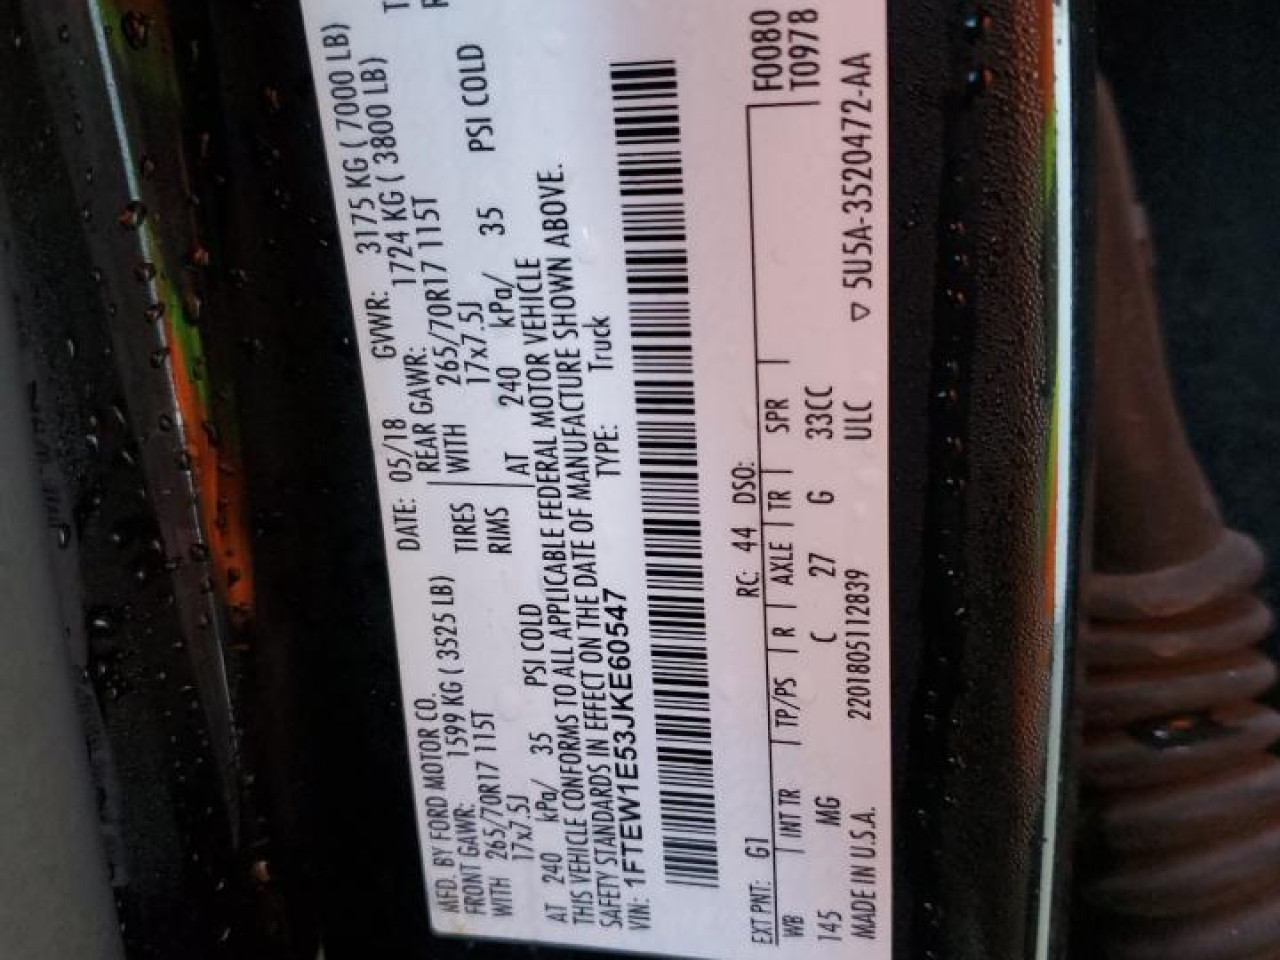 MFD. BY FORD MOTOR CO.
DATE: 05/18 GVWR: 3175 KG ( 7000 LB)
FRONT GAWR: 1599 KG ( 3525 LB) REAR GAWR: 1724 KG ( 3800 LB)
WITH 265/70R17 115T TIRES WITH 265/70R17 115T
17x7.5J RIMS 17x7.5J
AT 240 kPa/ 35 PSI COLD AT 240 kPa/ 35 PSI COLD
THIS VEHICLE CONFORMS TO ALL APPLICABLE FEDERAL MOTOR VEHICLE
SAFETY STANDARDS IN EFFECT ON THE DATE OF MANUFACTURE SHOWN ABOVE.
VIN: 1FTEW1E53JKE60547 TYPE: Truck
F0080
EXT PNT: G1 RC: 44 DSO: T0978
WB | INT TR | TP/PS | R | AXLE | TR | SPR |
145 MG C 27 G 33CC
MADE IN U.S.A. 2201805112839 ULC ▽ 5U5A-3520472-AA